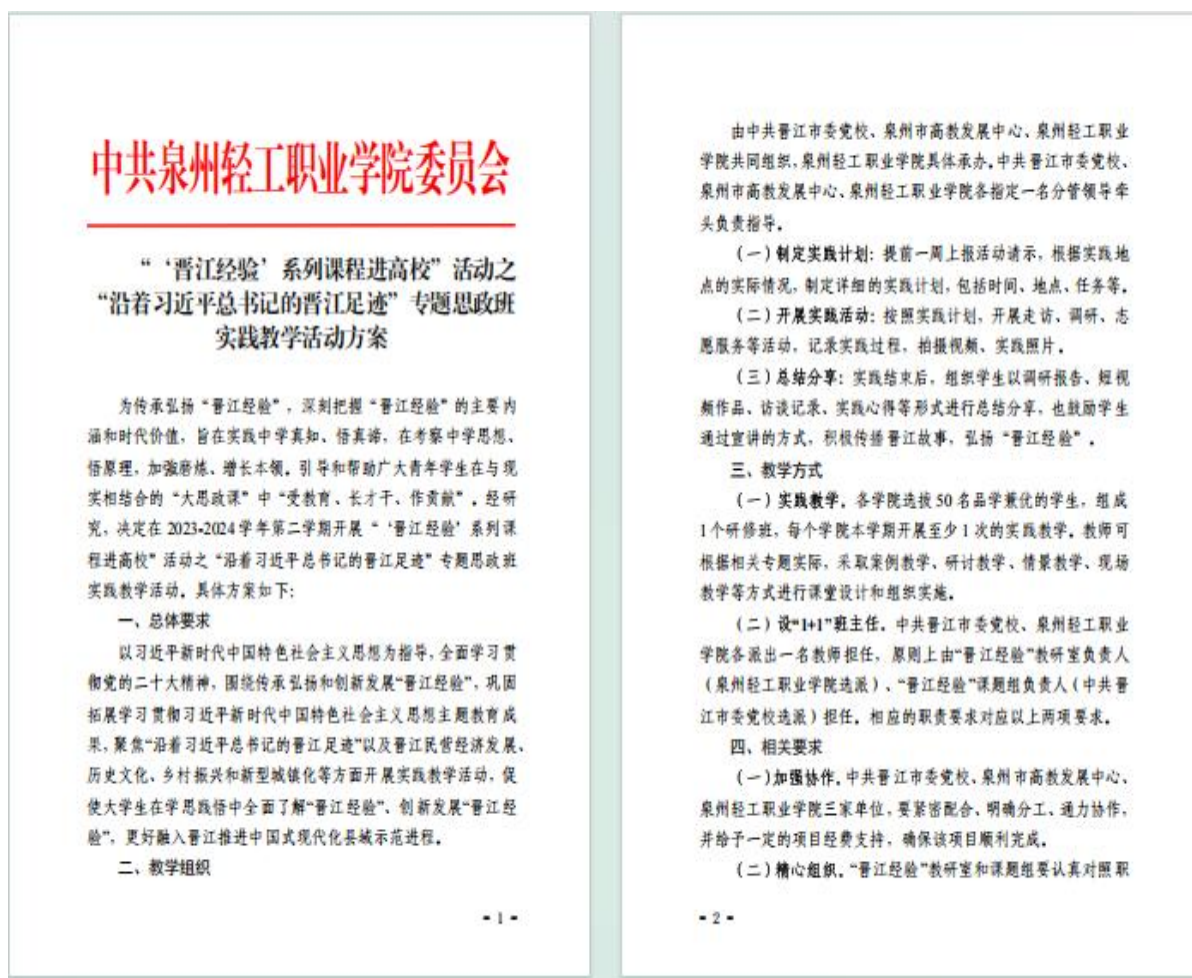 中共泉州轻工职业学院委员会
“‘晋江经验’系列课程进高校”活动之
“沿着习近平总书记的晋江足迹”专题思政班
实践教学活动方案
为传承弘扬“晋江经验”，深刻把握“晋江经验”的主要内
涵和时代价值，旨在实践中学真知、悟真谛，在考察中学思想、
悟原理，加强磨炼、增长本领。引导和帮助广大青年学生在与现
实相结合的“大思政课”中“受教育、长才干、作贡献”。经研
究，决定在2023-2024学年第二学期开展“‘晋江经验’系列课
程进高校”活动之“沿着习近平总书记的晋江足迹”专题思政班
实践教学活动。具体方案如下：
一、总体要求
以习近平新时代中国特色社会主义思想为指导，全面学习贯
彻党的二十大精神，围绕传承弘扬和创新发展“晋江经验”，巩固
拓展学习贯彻习近平新时代中国特色社会主义思想主题教育成
果，聚焦“沿着习近平总书记的晋江足迹”以及晋江民营经济发展、
历史文化、乡村振兴和新型城镇化等方面开展实践教学活动，促
使大学生在学思践悟中全面了解“晋江经验”、创新发展“晋江经
验”，更好融入晋江推进中国式现代化县域示范进程。
二、教学组织
- 1 -
由中共晋江市委党校、泉州市高教发展中心、泉州轻工职业
学院共同组织，泉州轻工职业学院具体承办。中共晋江市委党校、
泉州市高教发展中心、泉州轻工职业学院各指定一名分管领导牵
头负责指导。
（一）制定实践计划：提前一周上报活动请示，根据实践地
点的实际情况，制定详细的实践计划，包括时间、地点、任务等。
（二）开展实践活动：按照实践计划，开展走访、调研、志
愿服务等活动，记录实践过程，拍摄视频、实践照片。
（三）总结分享：实践结束后，组织学生以调研报告、短视
频作品、访谈记录、实践心得等形式进行总结分享，也鼓励学生
通过宣讲的方式，积极传播晋江故事，弘扬“晋江经验”。
三、教学方式
（一）实践教学。各学院选拔50名品学兼优的学生，组成
1个研修班，每个学院本学期开展至少1次的实践教学。教师可
根据相关专题实际，采取案例教学、研讨教学、情景教学、现场
教学等方式进行课堂设计和组织实施。
（二）设“1+1”班主任。中共晋江市委党校、泉州轻工职业
学院各派出一名教师担任，原则上由“晋江经验”教研室负责人
（泉州轻工职业学院选派）、“晋江经验”课题组负责人（中共晋
江市委党校选派）担任。相应的职责要求对应以上两项要求。
四、相关要求
（一）加强协作。中共晋江市委党校、泉州市高教发展中心、
泉州轻工职业学院三家单位，要紧密配合、明确分工、通力协作，
并给予一定的项目经费支持，确保该项目顺利完成。
（二）精心组织。“晋江经验”教研室和课题组要认真对照职
- 2 -